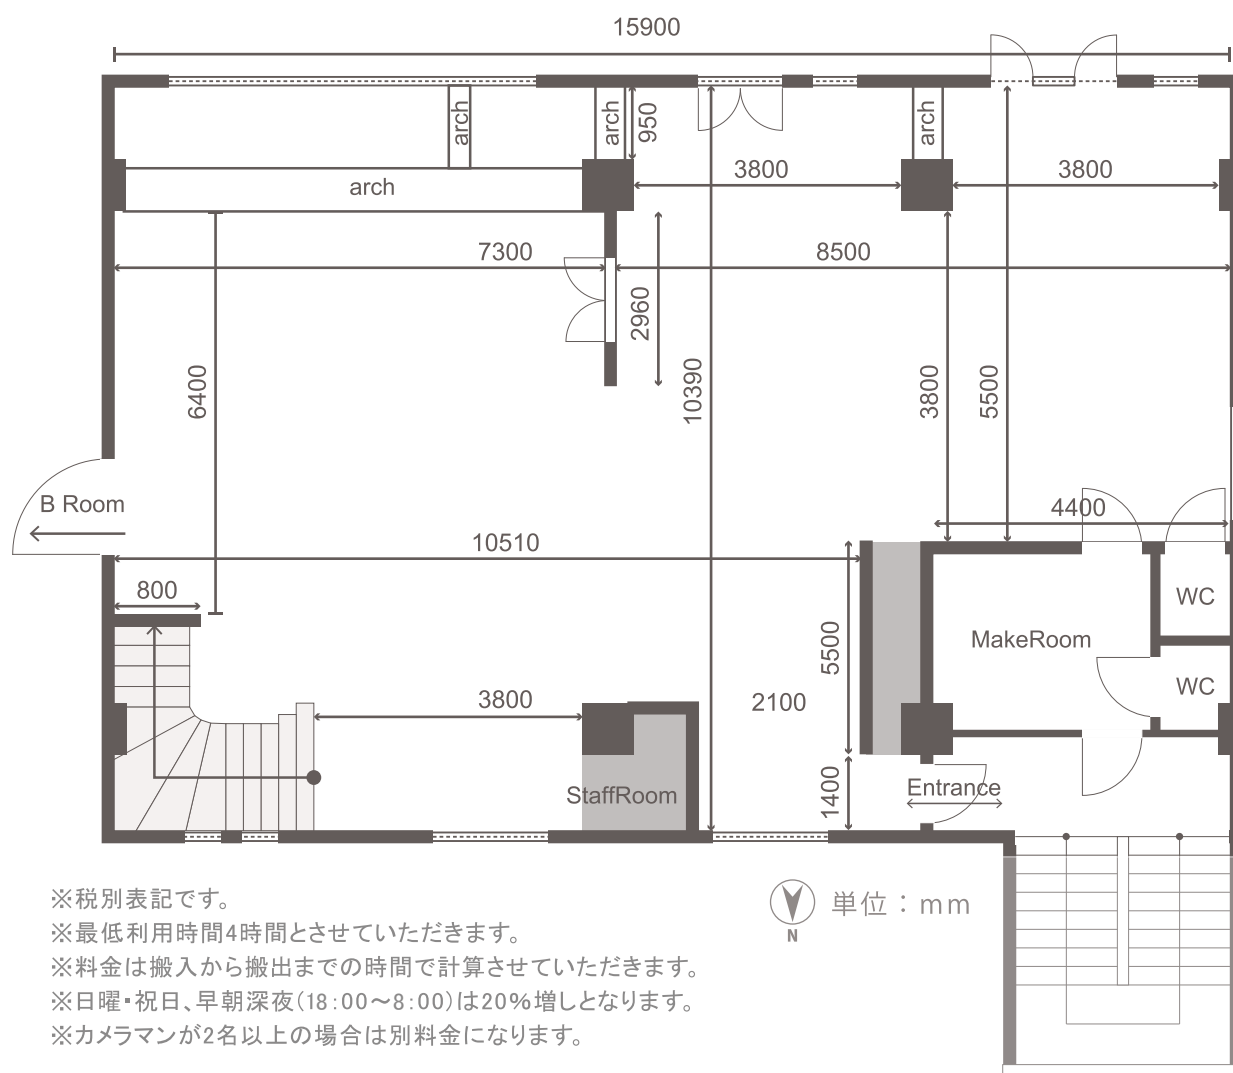 15900
arch
arch
950
arch
3800
3800
arch
7300
8500
2960
6400
10390
3800
5500
B Room
4400
10510
800
WC
5500
MakeRoom
WC
3800
2100
StaffRoom
1400
Entrance
※税別表記です。
単位：mm
N
※最低利用時間4時間とさせていただきます。
※料金は搬入から搬出までの時間で計算させていただきます。
※日曜・祝日、早朝深夜（18:00〜8:00）は20%増しとなります。
※カメラマンが2名以上の場合は別料金になります。